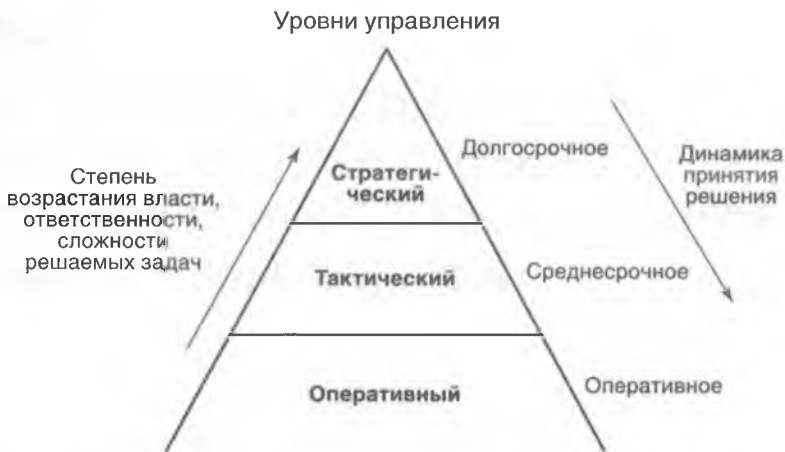 Уровни управления
Степень
возрастания власти,
ответственности,
сложности
решаемых задач
Стратеги-
ческий
Долгосрочное
Динамика
принятия
решения
Тактический
Среднесрочное
Оперативный
Оперативное